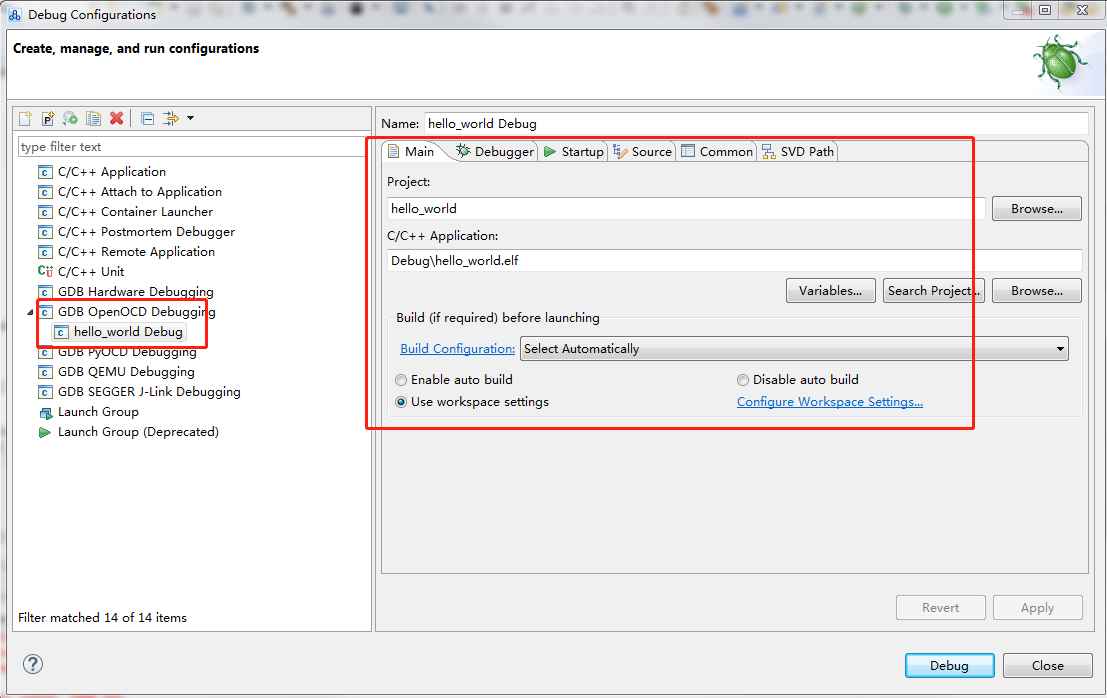 Debug Configurations
Create, manage, and run configurations
type filter text
C/C++ Application
C/C++ Attach to Application
C/C++ Container Launcher
C/C++ Postmortem Debugger
C/C++ Remote Application
C/C++ Unit
GDB Hardware Debugging
GDB OpenOCD Debugging
hello_world Debug
GDB PyOCD Debugging
GDB QEMU Debugging
GDB SEGGER J-Link Debugging
Launch Group
Launch Group (Deprecated)
Filter matched 14 of 14 items
Name: hello_world Debug
Main Debugger Startup Source Common SVD Path
Project:
hello_world Browse...
C/C++ Application:
Debug\hello_world.elf
Variables... Search Project... Browse...
Build (if required) before launching
Build Configuration: Select Automatically
Enable auto build Disable auto build
Use workspace settings Configure Workspace Settings...
Revert Apply
Debug Close